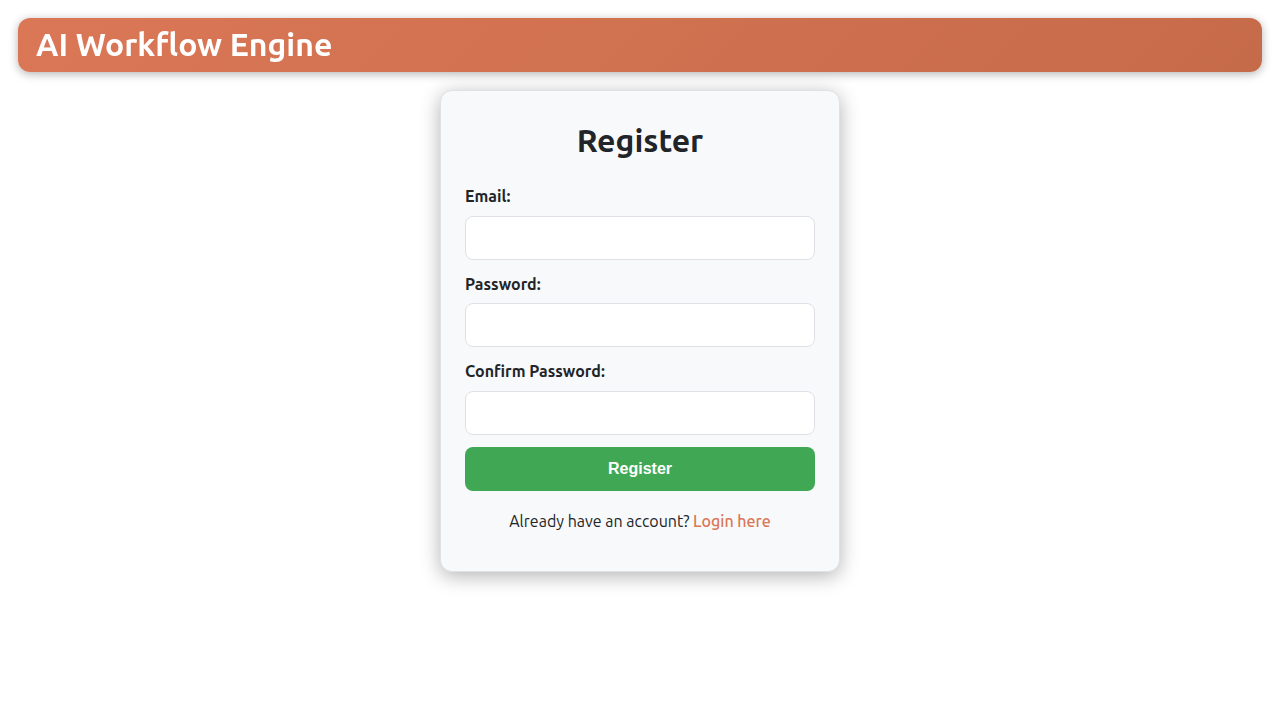 AI Workflow Engine
Register
Email:
Password:
Confirm Password:
Register
Already have an account? Login here